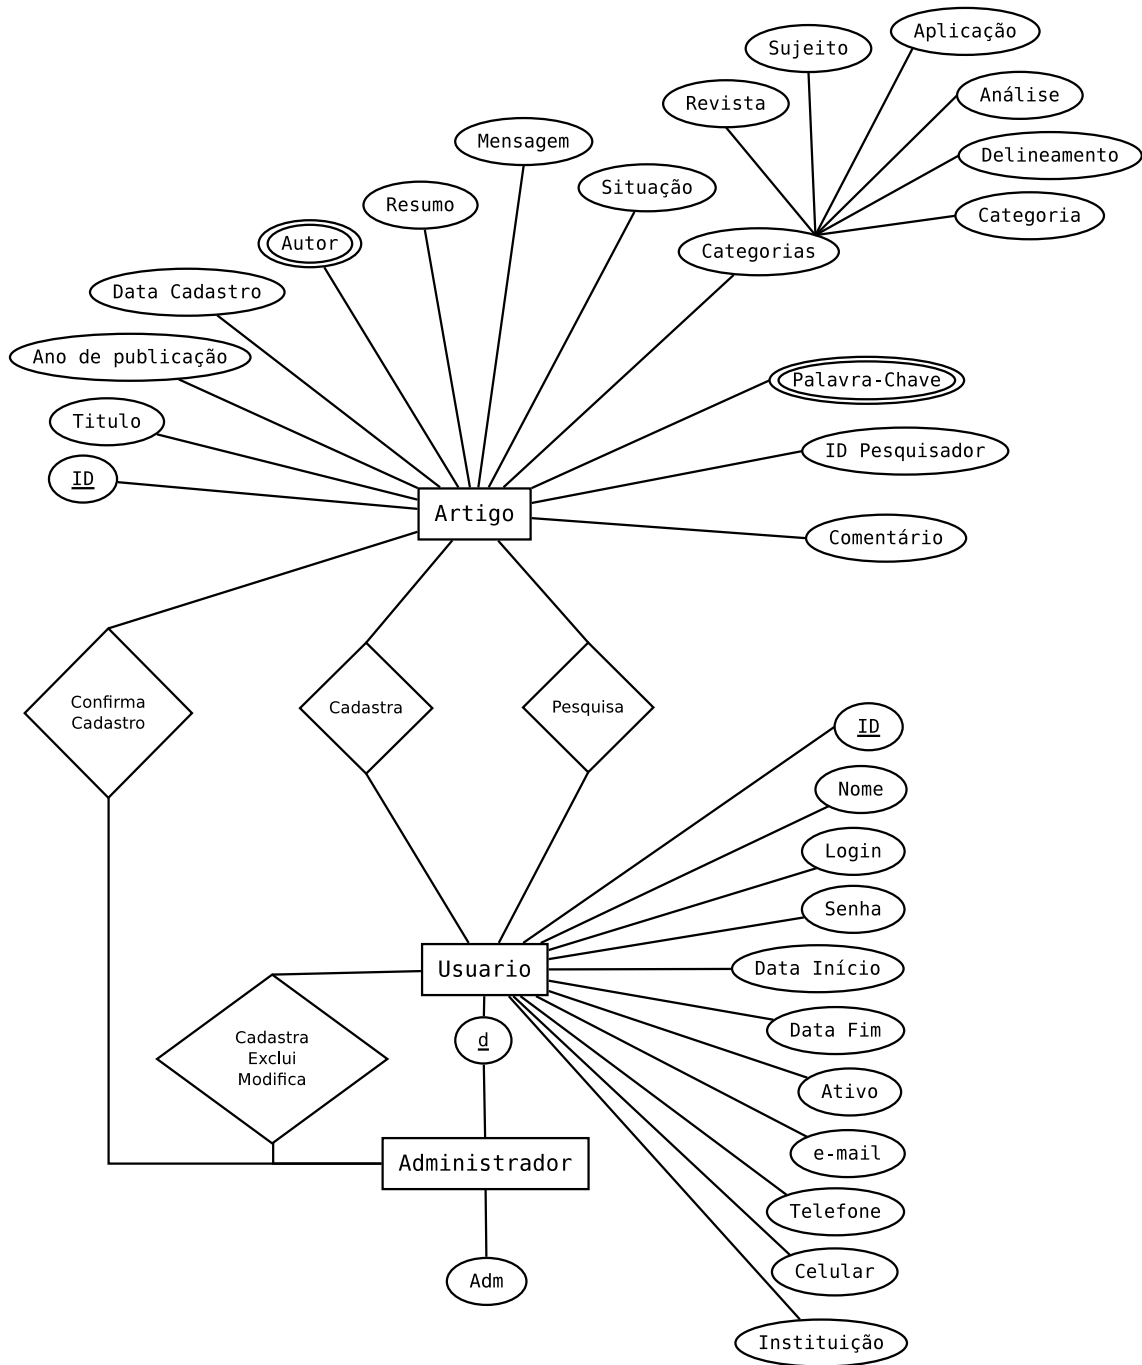 Aplicação
Sujeito
Análise
Revista
Mensagem
Delineamento
Situação
Resumo
Categoria
Autor
Categorias
Data Cadastro
Ano de publicação
Palavra-Chave
Titulo
ID Pesquisador
ID
Artigo
Comentário
Confirma
Cadastro
Cadastra
Pesquisa
ID
Nome
Login
Senha
Usuario
Data Início
Data Fim
Cadastra
Exclui
Modifica
d
Ativo
e-mail
Administrador
Telefone
Celular
Adm
Instituição